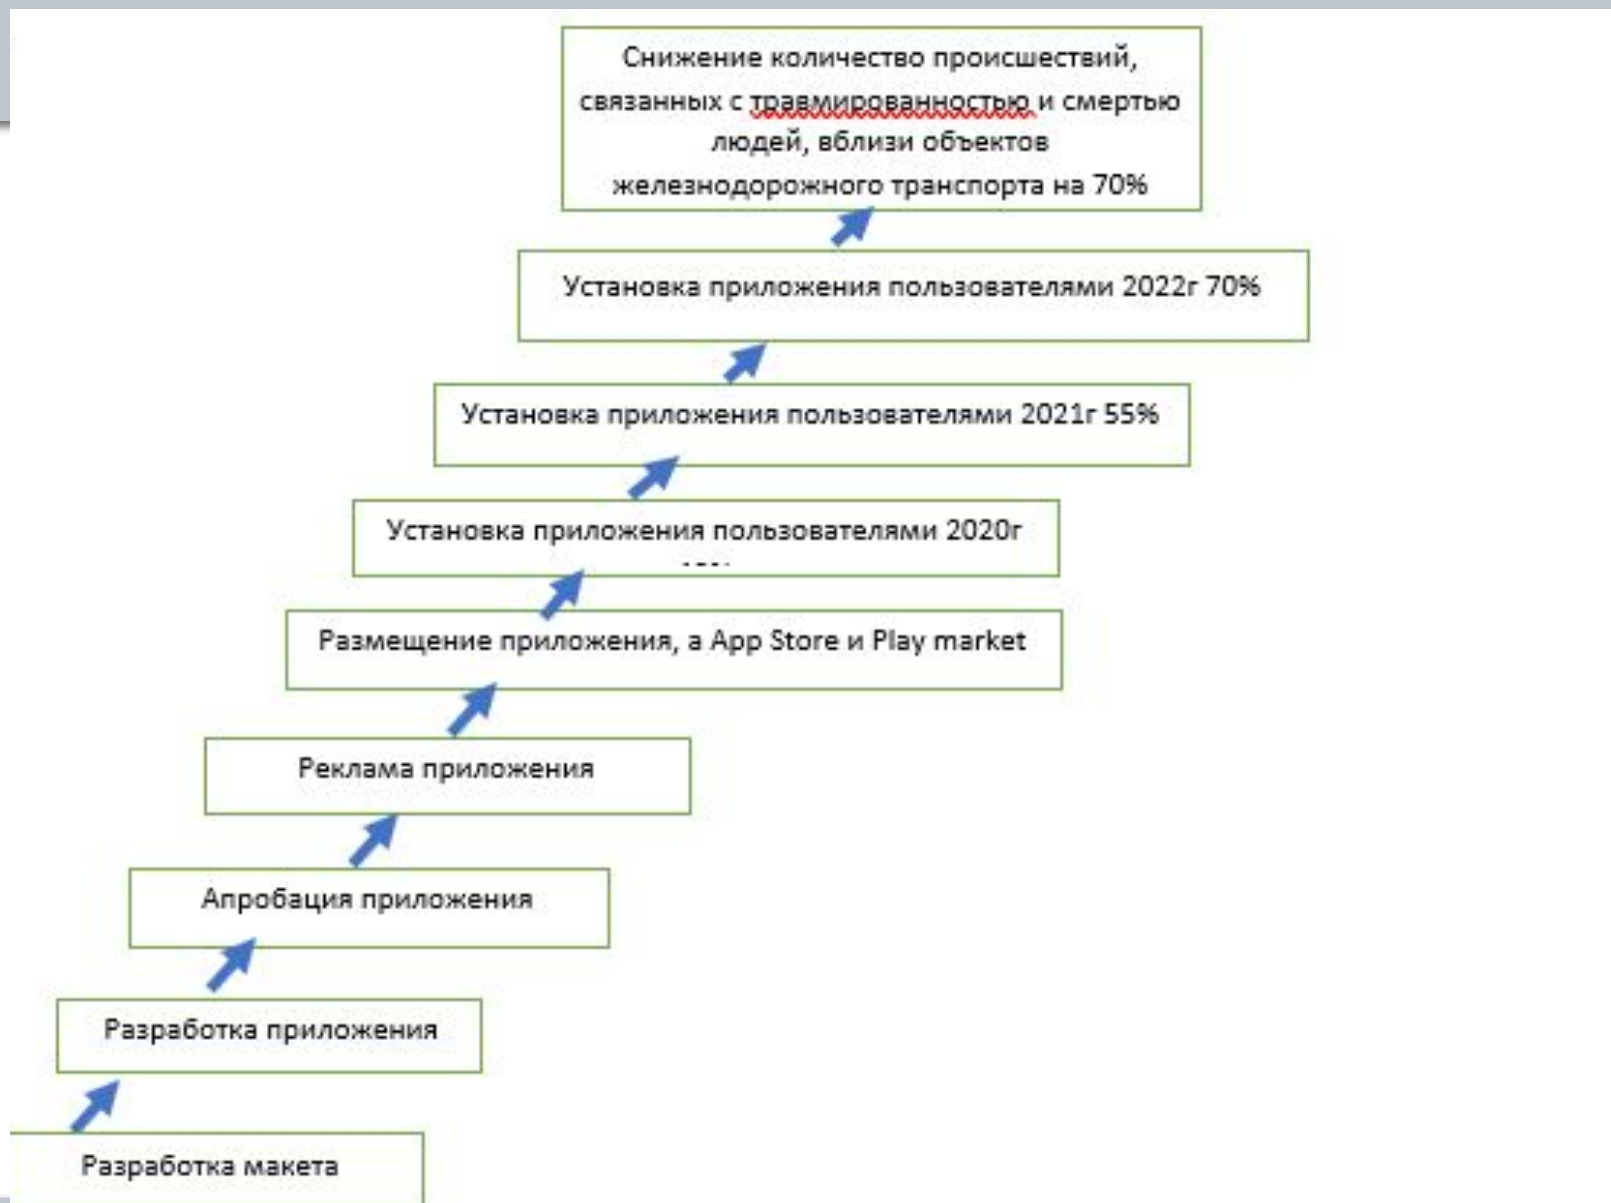 Снижение количество происшествий,
связанных с травмированностью и смертью
людей, вблизи объектов
железнодорожного транспорта на 70%
Установка приложения пользователями 2022г 70%
Установка приложения пользователями 2021г 55%
Установка приложения пользователями 2020г
Размещение приложения, а App Store и Play market
Реклама приложения
Апробация приложения
Разработка приложения
Разработка макета